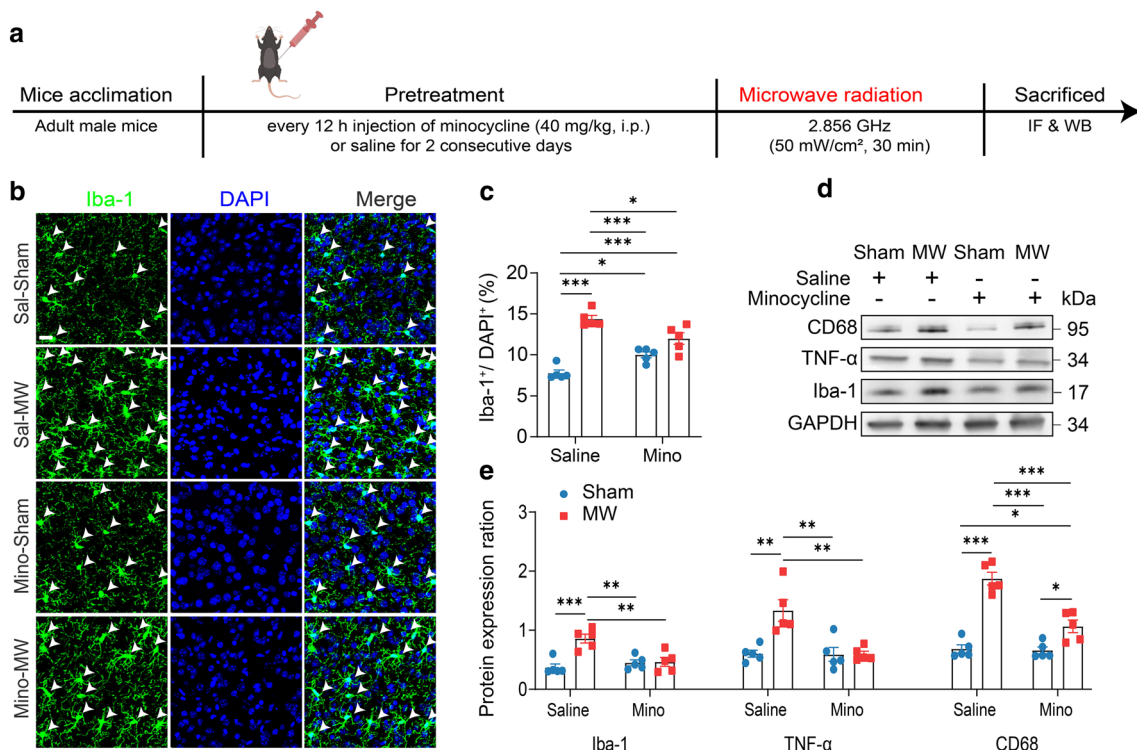 a
Mice acclimation
Pretreatment
Microwave radiation
Sacrificed
Adult male mice
every 12 h injection of minocycline (40 mg/kg, i.p.)
or saline for 2 consecutive days
2.856 GHz
(50 mW/cm², 30 min)
IF & WB
b
Iba-1
DAPI
Merge
Sal-Sham
Sal-MW
Mino-Sham
Mino-MW
c
*
***
***
*
***
Iba-1⁺/ DAPI⁺ (%)
20
15
10
5
0
Saline
Mino
d
Sham MW Sham MW
Saline + + - -
Minocycline - - + + kDa
CD68 95
TNF-α 34
Iba-1 17
GAPDH 34
e
Sham
MW
Protein expression ration
3
2
1
0
**
***
**
**
**
**
***
***
*
***
*
Saline Mino Saline Mino Saline Mino
Iba-1 TNF-α CD68